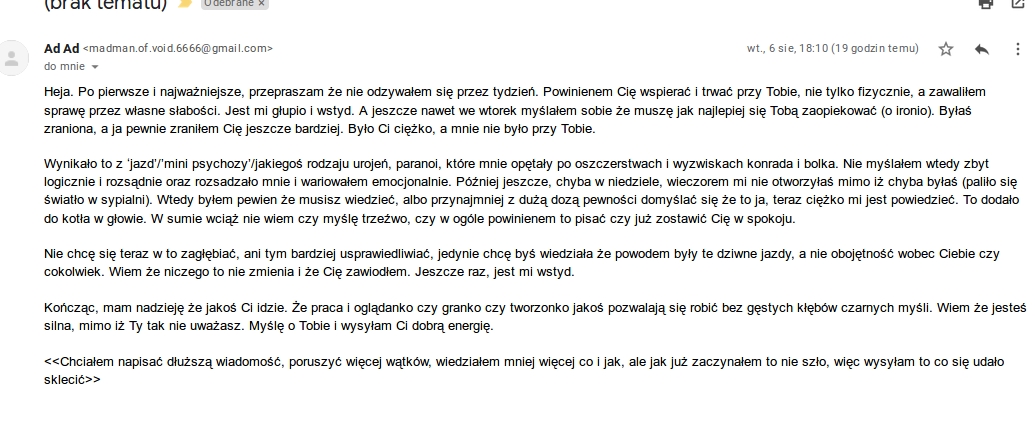 (brak tematu) Odebrane ×
Ad Ad <madman.of.void.6666@gmail.com> wt., 6 sie, 18:10 (19 godzin temu)
do mnie
Heja. Po pierwsze i najważniejsze, przepraszam że nie odzywałem się przez tydzień. Powinienem Cię wspierać i trwać przy Tobie, nie tylko fizycznie, a zawaliłem
sprawę przez własne słabości. Jest mi głupio i wstyd. A jeszcze nawet we wtorek myślałem sobie że muszę jak najlepiej się Tobą zaopiekować (o ironio). Byłaś
zraniona, a ja pewnie zraniłem Cię jeszcze bardziej. Było Ci ciężko, a mnie nie było przy Tobie.
Wynikało to z ‘jazd’/’mini psychozy’/jakiegoś rodzaju urojeń, paranoi, które mnie opętały po oszczerstwach i wyzwiskach konrada i bolka. Nie myślałem wtedy zbyt
logicznie i rozsądnie oraz rozsadzało mnie i wariowałem emocjonalnie. Później jeszcze, chyba w niedziele, wieczorem mi nie otworzyłaś mimo iż chyba byłaś (paliło się
światło w sypialni). Wtedy byłem pewien że musisz wiedzieć, albo przynajmniej z dużą dozą pewności domyślać się że to ja, teraz ciężko mi jest powiedzieć. To dodało
do kotła w głowie. W sumie wciąż nie wiem czy myślę trzeźwo, czy w ogóle powinienem to pisać czy już zostawić Cię w spokoju.
Nie chcę się teraz w to zagłębiać, ani tym bardziej usprawiedliwiać, jedynie chcę byś wiedziała że powodem były te dziwne jazdy, a nie obojętność wobec Ciebie czy
cokolwiek. Wiem że niczego to nie zmienia i że Cię zawiodłem. Jeszcze raz, jest mi wstyd.
Kończąc, mam nadzieję że jakoś Ci idzie. Że praca i oglądanko czy granko czy tworzonko jakoś pozwalają się robić bez gęstych kłębów czarnych myśli. Wiem że jesteś
silna, mimo iż Ty tak nie uważasz. Myślę o Tobie i wysyłam Ci dobrą energię.
<<Chciałem napisać dłuższą wiadomość, poruszyć więcej wątków, wiedziałem mniej więcej co i jak, ale jak już zaczynałem to nie szło, więc wysyłam to co się udało
sklecić>>